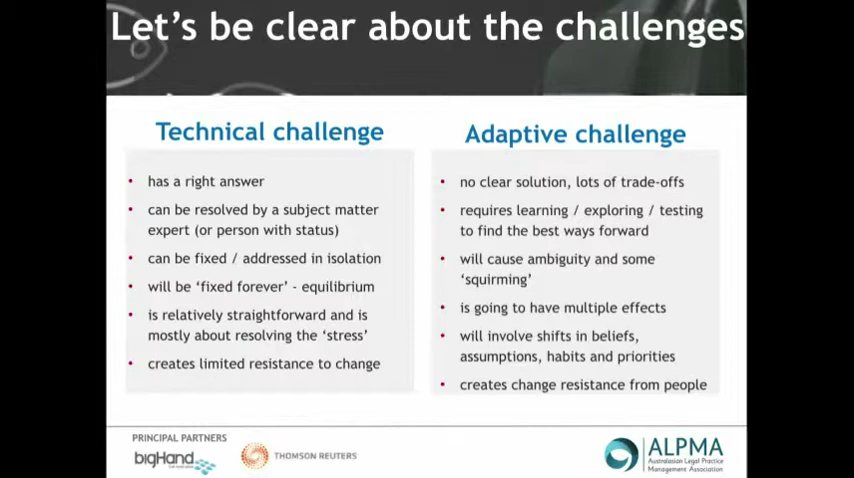 Let's be clear about the challenges
Technical challenge
• has a right answer
• can be resolved by a subject matter
expert (or person with status)
• can be fixed / addressed in isolation
• will be 'fixed forever' - equilibrium
• is relatively straightforward and is
mostly about resolving the 'stress'
• creates limited resistance to change
Adaptive challenge
• no clear solution, lots of trade-offs
• requires learning / exploring / testing
to find the best ways forward
• will cause ambiguity and some
'squirming'
• is going to have multiple effects
• will involve shifts in beliefs,
assumptions, habits and priorities
• creates change resistance from people
PRINCIPAL PARTNERS
bigHand
THOMSON REUTERS
ALPMA
Australasian Legal Practice
Management Association